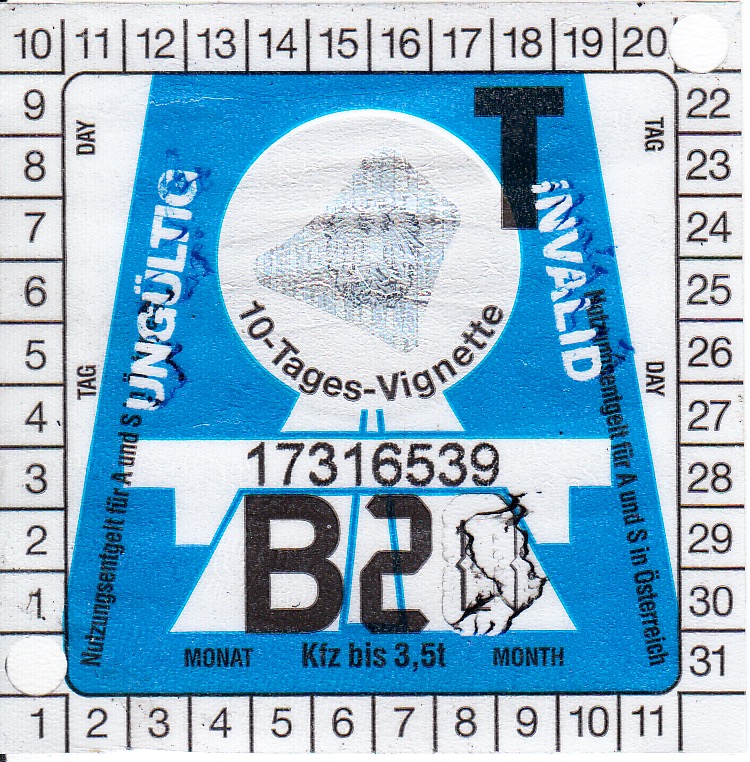 10 11 12 13 14 15 16 17 18 19 20
9 22
8 23
7 24
6 25
5 26
4 27
3 28
2 29
1 30
31
1 2 3 4 5 6 7 8 9 10 11
DAY
TAG
TAG
DAY
T
UNGÜLTIG
INVALID
10-Tages-Vignette
17316539
B2
MONAT Kfz bis 3,5t MONTH
Nutzungsentgelt für A und S
Nutzungsentgelt für A und S in Österreich